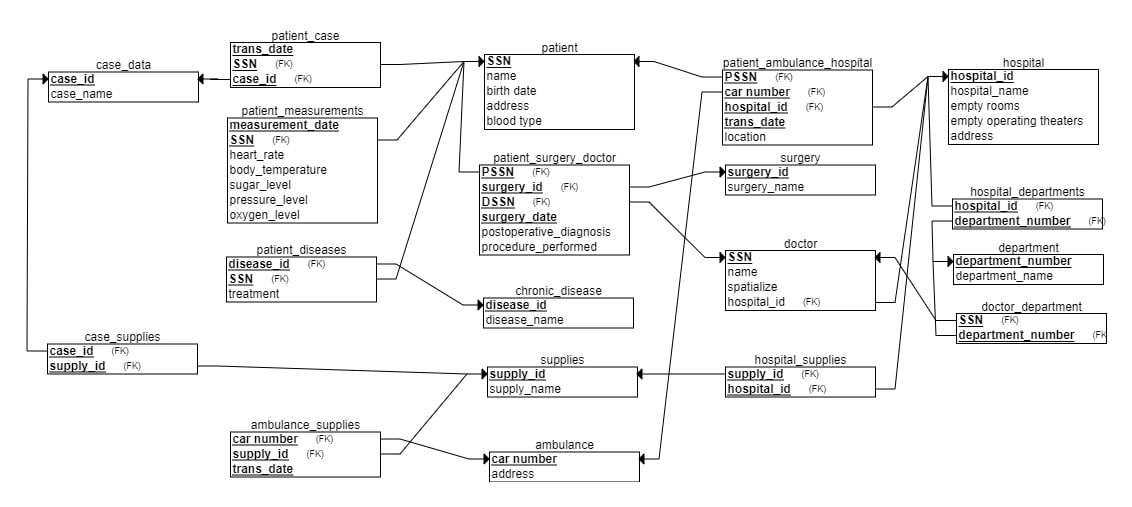 patient_case
trans_date
SSN (FK)
case_id (FK)
case_data
case_id
case_name
patient_measurements
measurement_date
SSN (FK)
heart_rate
body_temperature
sugar_level
pressure_level
oxygen_level
patient_diseases
disease_id (FK)
SSN (FK)
treatment
case_supplies
case_id (FK)
supply_id (FK)
ambulance_supplies
car number (FK)
supply_id (FK)
trans_date
patient
SSN
name
birth date
address
blood type
patient_surgery_doctor
PSSN (FK)
surgery_id (FK)
DSSN (FK)
surgery_date
postoperative_diagnosis
procedure_performed
chronic_disease
disease_id
disease_name
supplies
supply_id
supply_name
ambulance
car number
address
patient_ambulance_hospital
PSSN (FK)
car number (FK)
hospital_id (FK)
trans_date
location
surgery
surgery_id
surgery_name
doctor
SSN
name
spatialize
hospital_id (FK)
hospital_supplies
supply_id (FK)
hospital_id (FK)
hospital
hospital_id
hospital_name
empty rooms
empty operating theaters
address
hospital_departments
hospital_id (FK)
department_number (FK)
department
department_number
department_name
doctor_department
SSN (FK)
department_number (FK